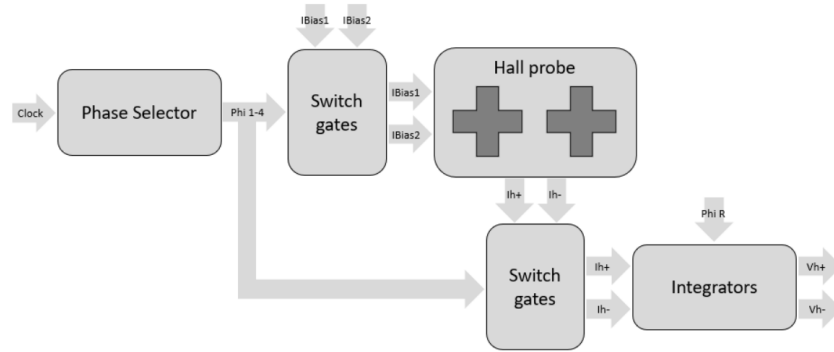 IBias1 IBias2
Hall probe
Switch
gates
IBias1
IBias2
Clock
Phase Selector
Phi 1-4
Ih+ Ih-
Phi R
Switch
gates
Ih+
Ih-
Integrators
Vh+
Vh-